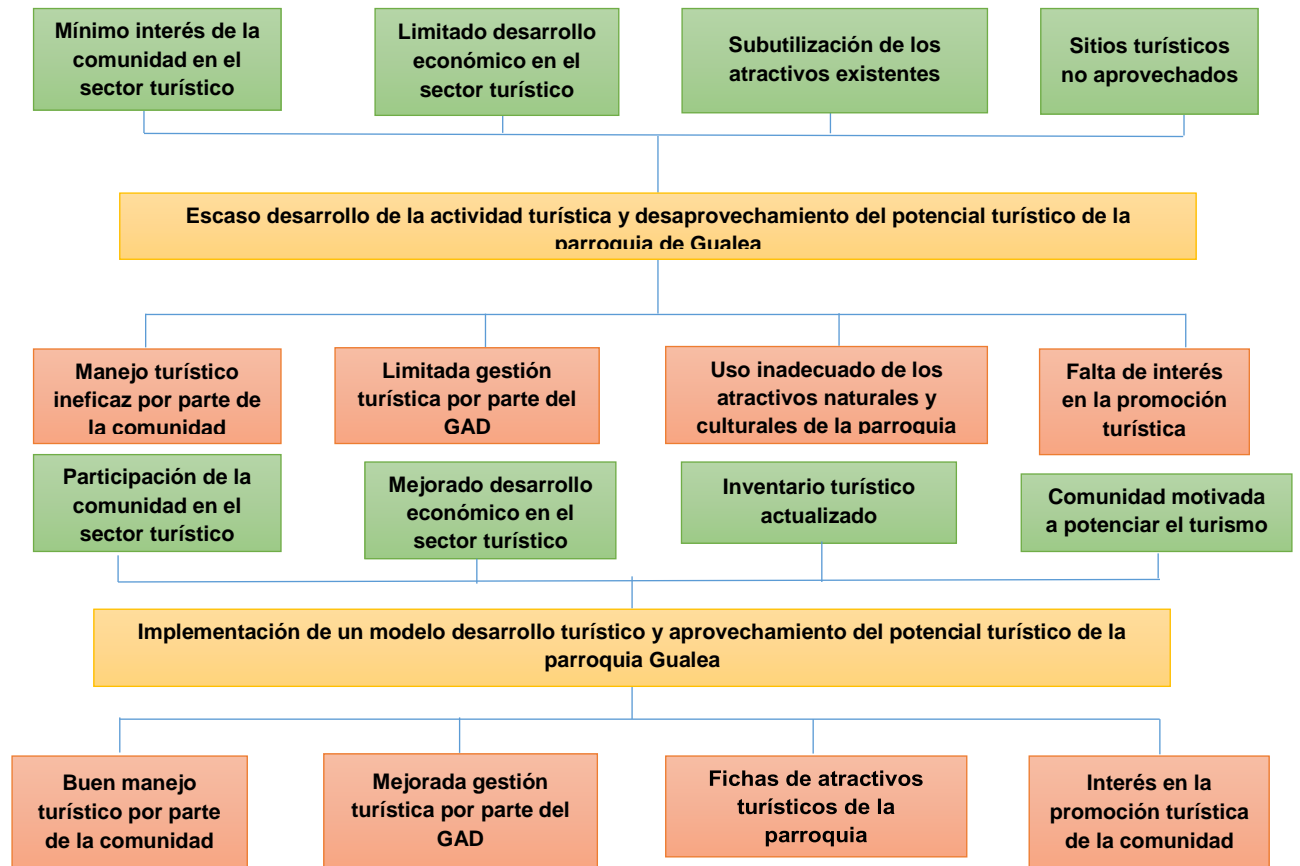 Mínimo interés de la
comunidad en el
sector turístico
Limitado desarrollo
económico en el
sector turístico
Subutilización de los
atractivos existentes
Sitios turísticos
no aprovechados
Escaso desarrollo de la actividad turística y desaprovechamiento del potencial turístico de la
parroquia de Gualea
Manejo turístico
ineficaz por parte de
la comunidad
Limitada gestión
turística por parte del
GAD
Uso inadecuado de los
atractivos naturales y
culturales de la parroquia
Falta de interés
en la promoción
turística
Participación de la
comunidad en el
sector turístico
Mejorado desarrollo
económico en el
sector turístico
Inventario turístico
actualizado
Comunidad motivada
a potenciar el turismo
Implementación de un modelo desarrollo turístico y aprovechamiento del potencial turístico de la
parroquia Gualea
Buen manejo
turístico por parte
de la comunidad
Mejorada gestión
turística por parte del
GAD
Fichas de atractivos
turísticos de la
parroquia
Interés en la
promoción turística
de la comunidad